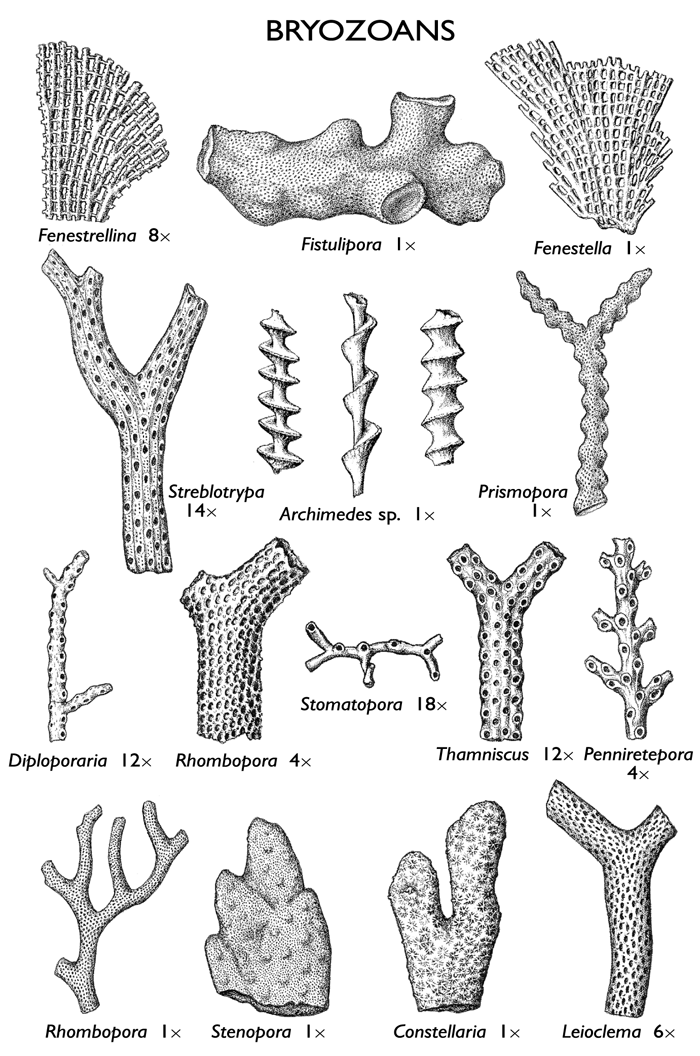 BRYOZOANS
Fenestrellina 8×
Fistulipora 1×
Fenestella 1×
Streblotrypa
14×
Archimedes sp. 1×
Prismopora
1×
Stomatopora 18×
Diploporaria 12×
Rhombopora 4×
Thamniscus 12×
Penniretepora
4×
Rhombopora 1×
Stenopora 1×
Constellaria 1×
Leioclema 6×